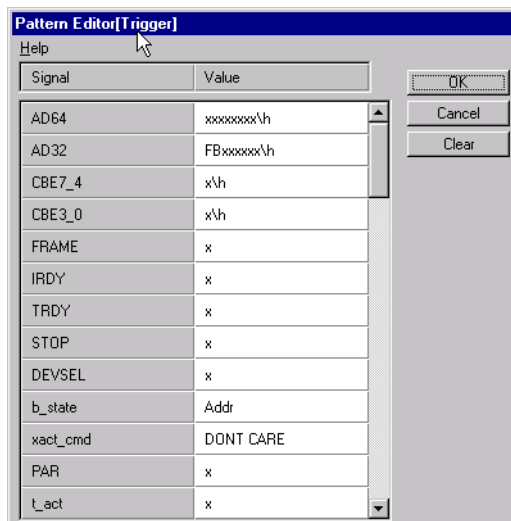 Pattern Editor[Trigger]
Help
Signal Value
OK
Cancel
Clear
AD64 xxxxxxxx\h
AD32 FBxxxxxx\h
CBE7_4 x\h
CBE3_0 x\h
FRAME x
IRDY x
TRDY x
STOP x
DEVSEL x
b_state Addr
xact_cmd DONT CARE
PAR x
t_act x